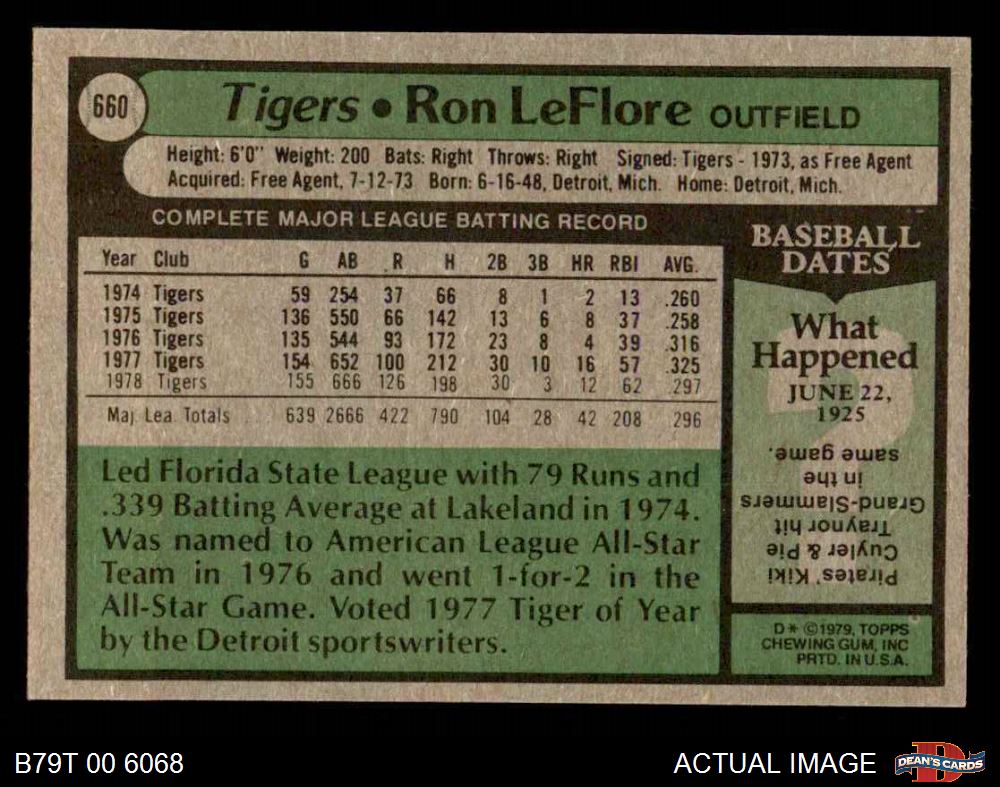 660
Tigers • Ron LeFlore OUTFIELD
Height: 6'0" Weight: 200 Bats: Right Throws: Right Signed: Tigers - 1973, as Free Agent
Acquired: Free Agent, 7-12-73 Born: 6-16-48, Detroit, Mich. Home: Detroit, Mich.
COMPLETE MAJOR LEAGUE BATTING RECORD
Year Club G AB R H 2B 3B HR RBI AVG.
1974 Tigers 59 254 37 66 8 1 2 13 .260
1975 Tigers 136 550 66 142 13 6 8 37 .258
1976 Tigers 135 544 93 172 23 8 4 39 .316
1977 Tigers 154 652 100 212 30 10 16 57 .325
1978 Tigers 155 666 126 198 30 3 12 62 .297
Maj. Lea. Totals 639 2666 422 790 104 28 42 208 .296
Led Florida State League with 79 Runs and
.339 Batting Average at Lakeland in 1974.
Was named to American League All-Star
Team in 1976 and went 1-for-2 in the
All-Star Game. Voted 1977 Tiger of Year
by the Detroit sportswriters.
BASEBALL
DATES
What
Happened
JUNE 22,
1925
Pirates' Kiki
Cuyler & Pie
Traynor hit
Grand-Slammers
in the
same game.
D* ©1979, TOPPS
CHEWING GUM, INC
PRTD. IN U.S.A.
B79T 00 6068
ACTUAL IMAGE
DEAN'S CARDS